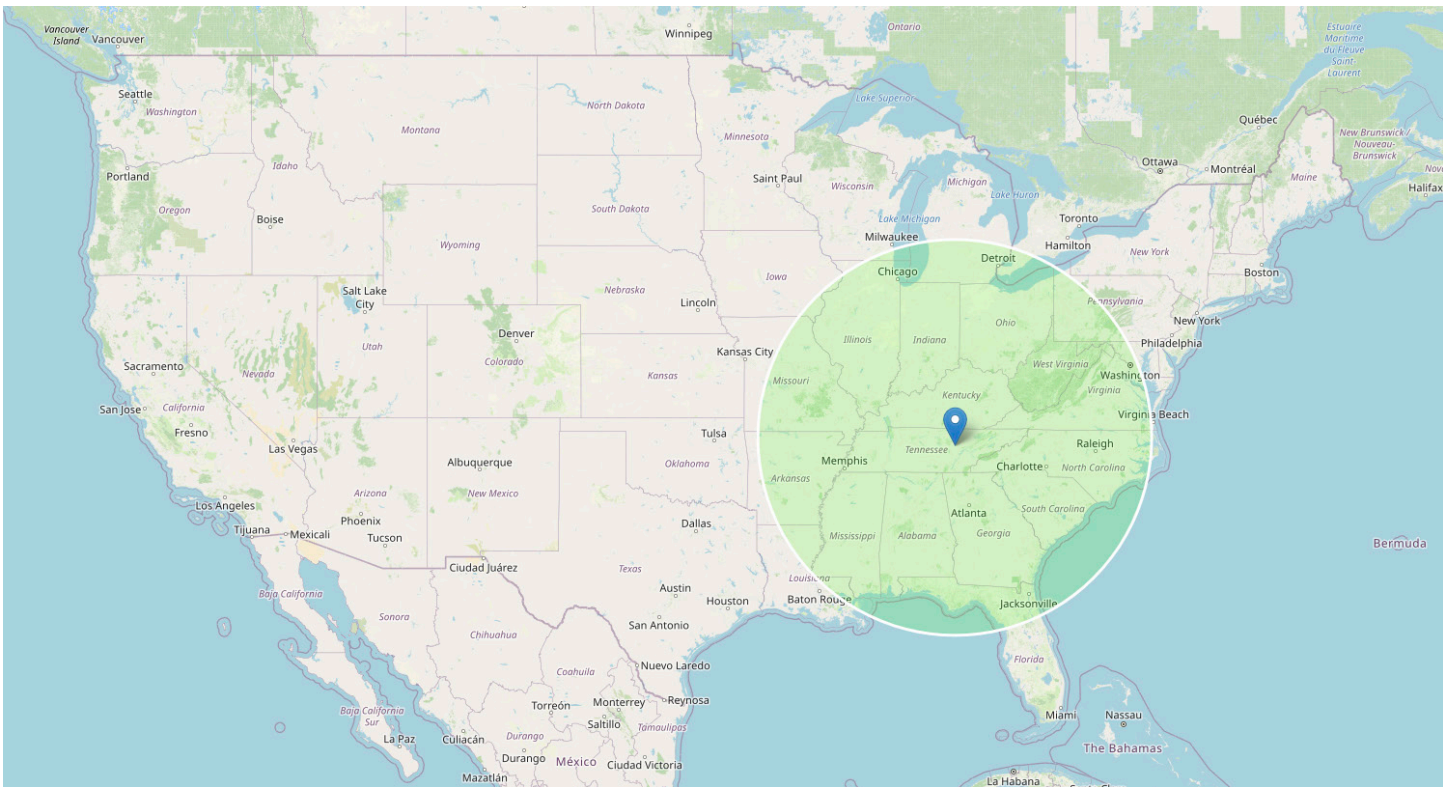 Vancouver
Island
Vancouver
Winnipeg
Ontario
Estuaire
Maritime
du Fleuve
Saint-
Laurent
Seattle
Washington
North Dakota
Lake Superior
Québec
Montana
Minnesota
New Brunswick /
Nouveau-
Brunswick
Portland
Idaho
Saint Paul
Wisconsin
Michigan
Lake Huron
Ottawa
Montréal
Maine
Nov
Halifax
Oregon
Boise
South Dakota
Lake Michigan
Toronto
Milwaukee
Hamilton
New York
Wyoming
Chicago
Detroit
Boston
Iowa
Salt Lake
City
Nebraska
Lincoln
Pennsylvania
New York
Denver
Ohio
Utah
Colorado
Illinois
Indiana
Philadelphia
Sacramento
Nevada
Kansas City
Kansas
Missouri
West Virginia
Washington
Virginia
Kentucky
San Jose
California
Fresno
Virginia Beach
Las Vegas
Tulsa
Raleigh
Albuquerque
Oklahoma
Memphis
Tennessee
Charlotte
North Carolina
Arkansas
Los Angeles
Arizona
New Mexico
Phoenix
Atlanta
South Carolina
Tijuana
Mexicali
Tucson
Dallas
Mississippi
Alabama
Georgia
Bermuda
Ciudad Juárez
Texas
Louisiana
Baja California
Austin
Houston
Baton Rouge
Jacksonville
Sonora
San Antonio
Chihuahua
Nuevo Laredo
Florida
Coahuila
Reynosa
Baja California
Sur
Torreón
Monterrey
Saltillo
Tamaulipas
Miami
Nassau
La Paz
Culiacán
Durango
The Bahamas
Durango
México
Ciudad Victoria
Mazatlán
La Habana